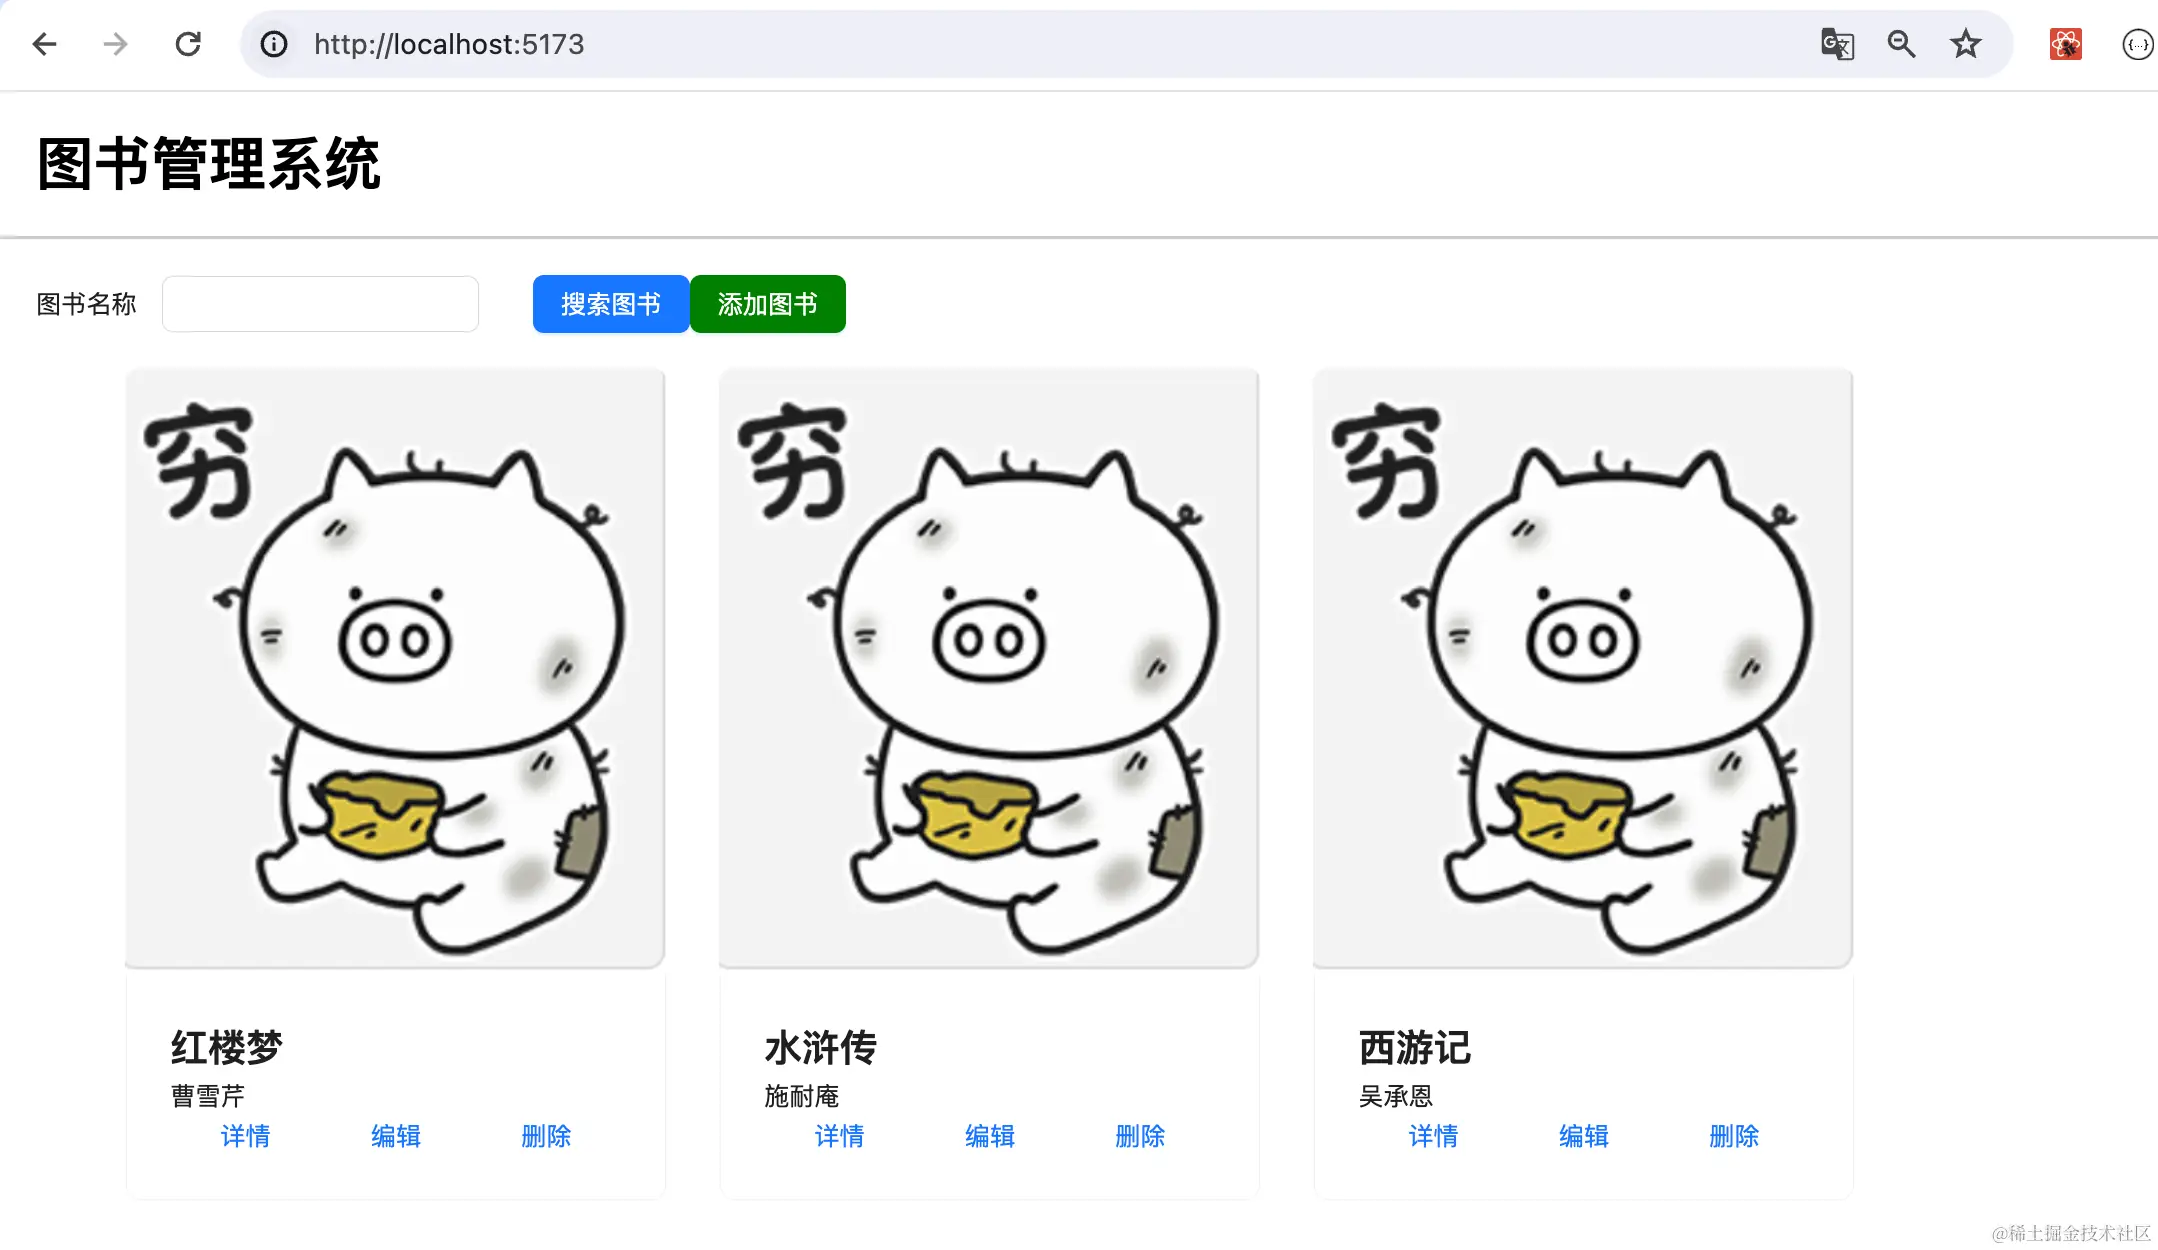 http://localhost:5173
图书管理系统
图书名称 搜索图书 添加图书
穷 穷 穷
红楼梦 水浒传 西游记
曹雪芹 施耐庵 吴承恩
详情 编辑 删除 详情 编辑 删除 详情 编辑 删除
@稀土掘金技术社区